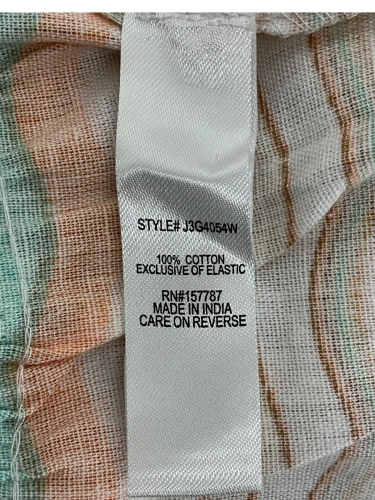 STYLE# J3G4054W
100% COTTON
EXCLUSIVE OF ELASTIC
RN#157787
MADE IN INDIA
CARE ON REVERSE